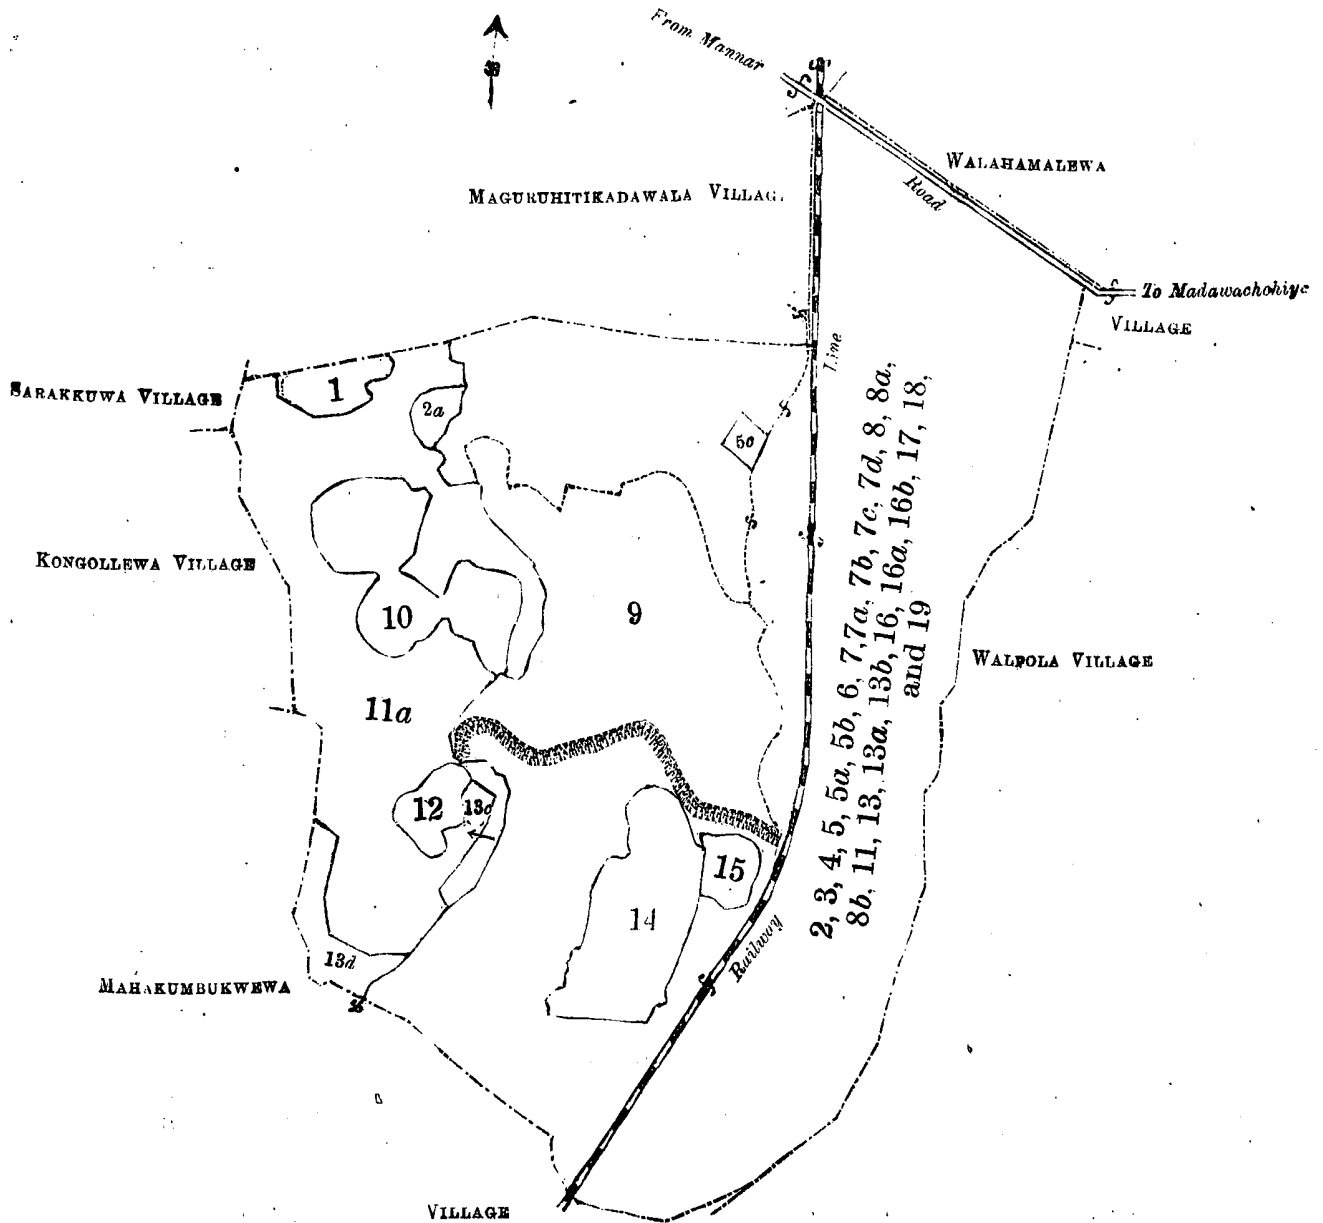 From Mannar
WALAHAMALEWA
Road
MAGURUHITIKADAWALA VILLAG
To Madawachchiye
VILLAGE
Line
SARAKKUWA VILLAGE
1
2a
5c
KONGOLLEWA VILLAGE
10
9
WALPOLA VILLAGE
11a
2, 3, 4, 5, 5a, 5b, 6, 7, 7a, 7b, 7c, 7d, 8, 8a,
8b, 11, 13, 13a, 13b, 16, 16a, 16b, 17, 18,
and 19
12
13c
15
14
Railway
13d
MAHAKUMBUKWEWA
VILLAGE